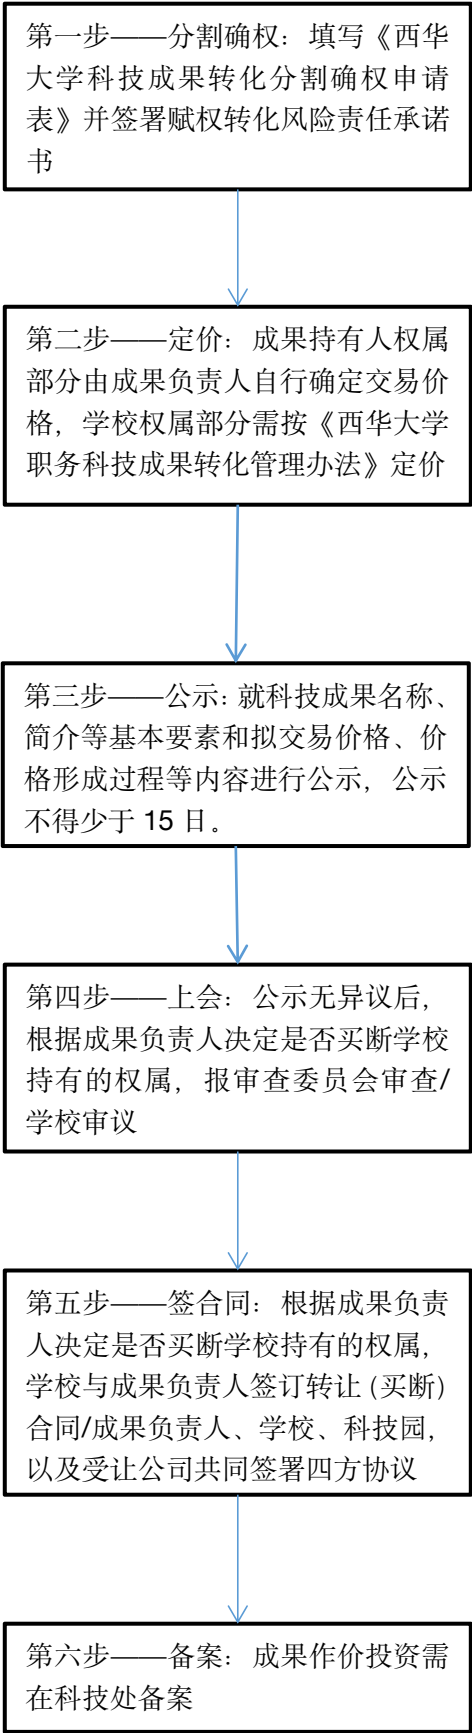 第一步——分割确权：填写《西华
大学科技成果转化分割确权申请
表》并签署赋权转化风险责任承诺
书
第二步——定价：成果持有人权属
部分由成果负责人自行确定交易价
格，学校权属部分需按《西华大学
职务科技成果转化管理办法》定价
第三步——公示：就科技成果名称、
简介等基本要素和拟交易价格、价
格形成过程等内容进行公示，公示
不得少于 15 日。
第四步——上会：公示无异议后，
根据成果负责人决定是否买断学校
持有的权属，报审查委员会审查/
学校审议
第五步——签合同：根据成果负责
人决定是否买断学校持有的权属，
学校与成果负责人签订转让（买断）
合同/成果负责人、学校、科技园，
以及受让公司共同签署四方协议
第六步——备案：成果作价投资需
在科技处备案